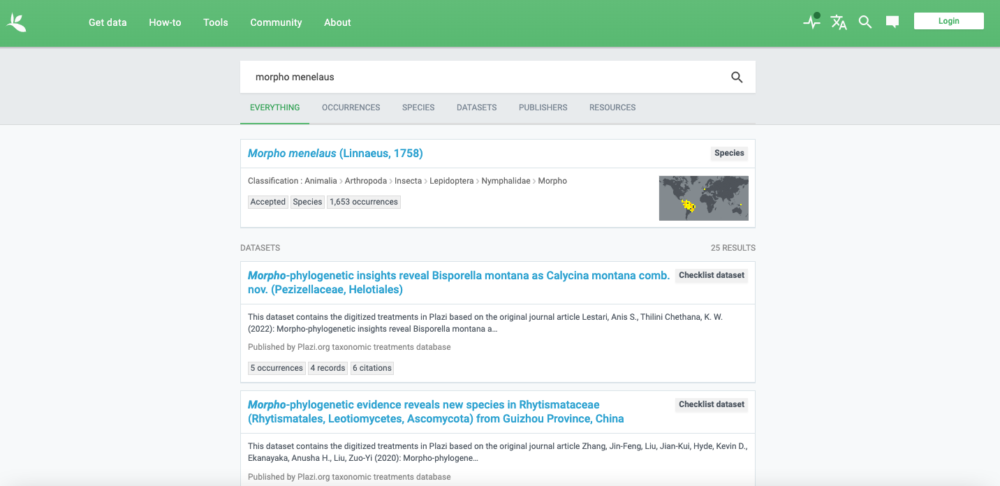 Get data How-to Tools Community About Login
morpho menelaus
EVERYTHING OCCURRENCES SPECIES DATASETS PUBLISHERS RESOURCES
Morpho menelaus (Linnaeus, 1758) Species
Classification : Animalia › Arthropoda › Insecta › Lepidoptera › Nymphalidae › Morpho
Accepted Species 1,653 occurrences
DATASETS 25 RESULTS
Morpho-phylogenetic insights reveal Bisporella montana as Calycina montana comb. Checklist dataset
nov. (Pezizellaceae, Helotiales)
This dataset contains the digitized treatments in Plazi based on the original journal article Lestari, Anis S., Thilini Chethana, K. W.
(2022): Morpho-phylogenetic insights reveal Bisporella montana a…
Published by Plazi.org taxonomic treatments database
5 occurrences 4 records 6 citations
Morpho-phylogenetic evidence reveals new species in Rhytismataceae Checklist dataset
(Rhytismatales, Leotiomycetes, Ascomycota) from Guizhou Province, China
This dataset contains the digitized treatments in Plazi based on the original journal article Zhang, Jin-Feng, Liu, Jian-Kui, Hyde, Kevin D.,
Ekanayaka, Anusha H., Liu, Zuo-Yi (2020): Morpho-phylogene…
Published by Plazi.org taxonomic treatments database